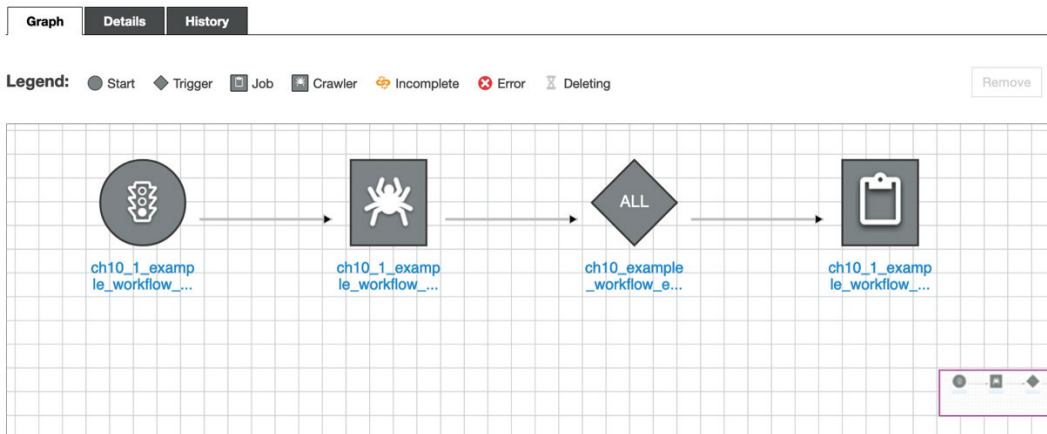 Graph Details History
Legend: Start Trigger Job Crawler Incomplete Error Deleting Remove
ALL
ch10_1_examp ch10_1_examp ch10_example ch10_1_examp
le_workflow_... le_workflow_... _workflow_e... le_workflow_...